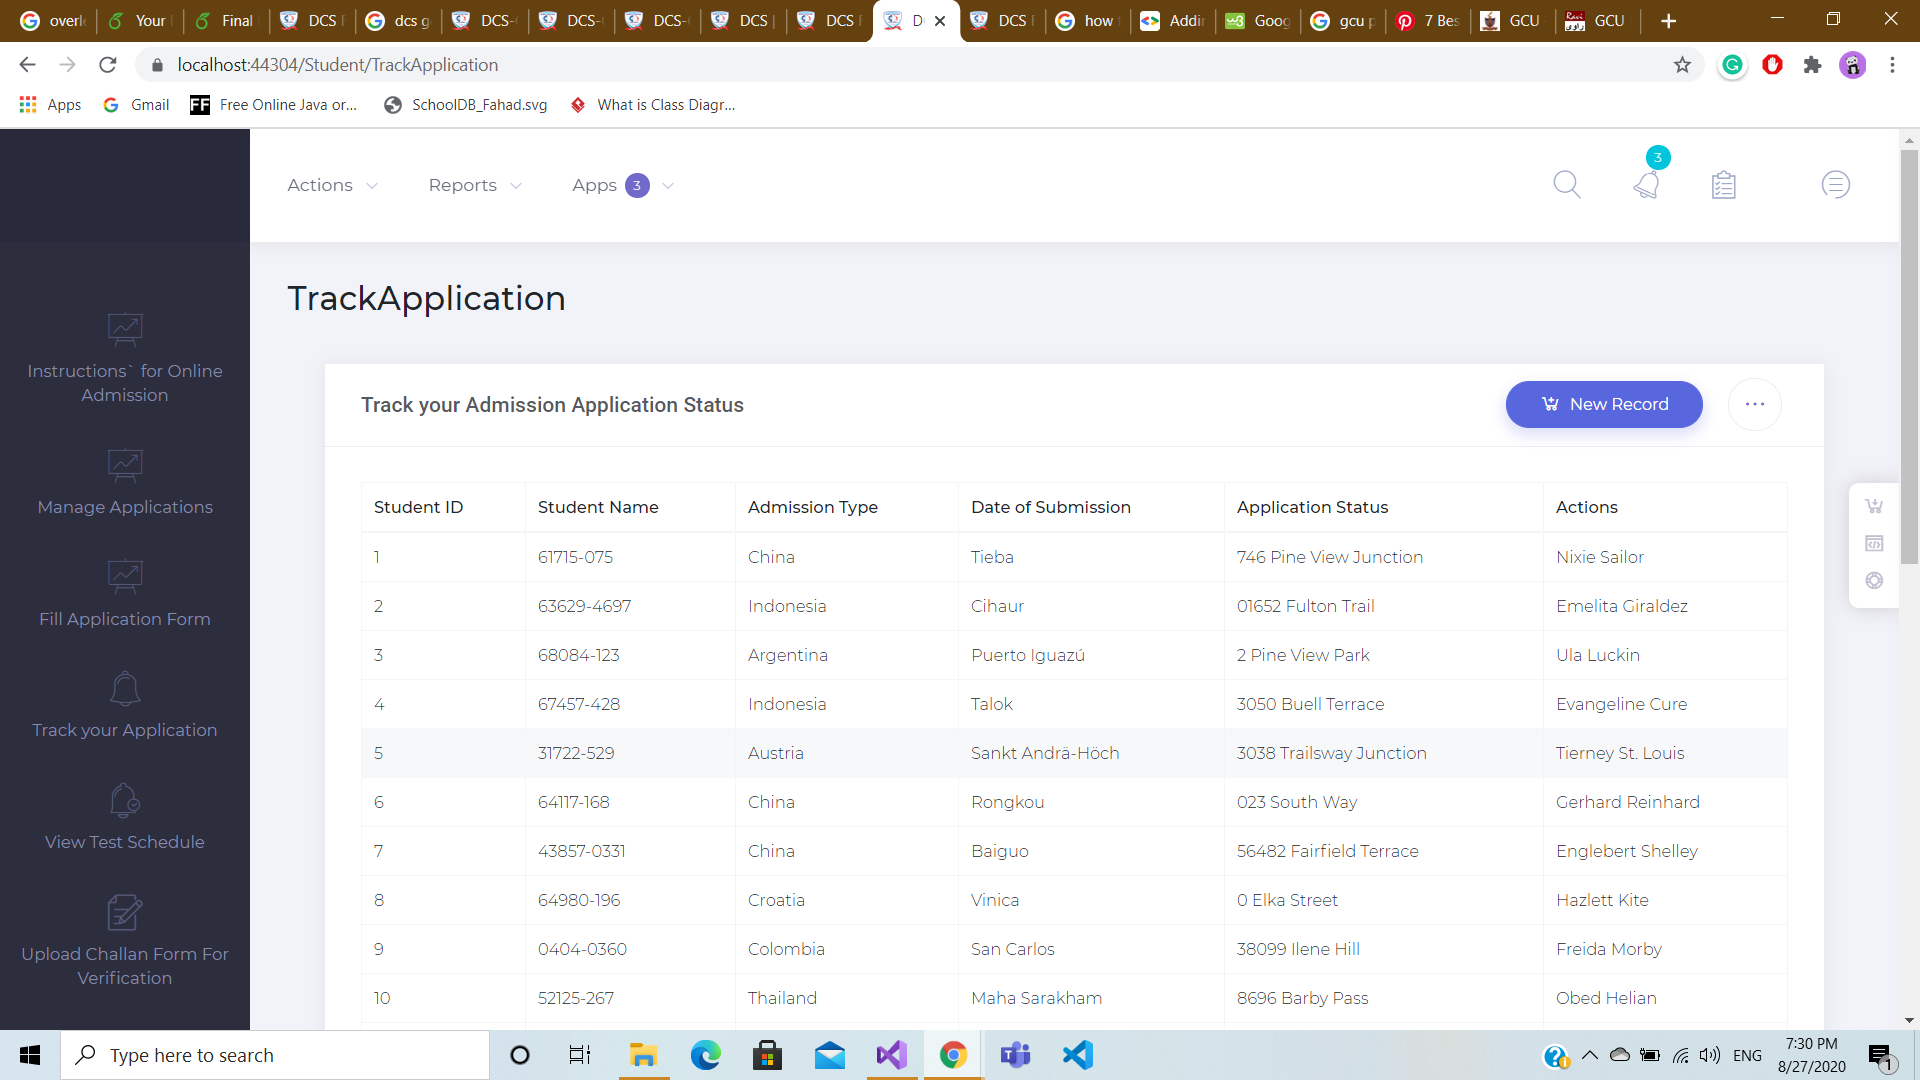 overl
Your
Final
DCS F
dcs g
DCS-
DCS-
DCS-
DCS
DCS F
D
DCS F
how
Addi
Goog
gcu p
7 Bes
GCU
GCU
localhost:44304/Student/TrackApplication
Apps
Gmail
Free Online Java or...
SchoolDB_Fahad.svg
What is Class Diagr...
Actions
Reports
Apps 3
3
TrackApplication
Instructions` for Online
Admission
Manage Applications
Fill Application Form
Track your Application
View Test Schedule
Upload Challan Form For
Verification
Track your Admission Application Status
New Record
Student ID Student Name Admission Type Date of Submission Application Status Actions
1 61715-075 China Tieba 746 Pine View Junction Nixie Sailor
2 63629-4697 Indonesia Cihaur 01652 Fulton Trail Emelita Giraldez
3 68084-123 Argentina Puerto Iguazú 2 Pine View Park Ula Luckin
4 67457-428 Indonesia Talok 3050 Buell Terrace Evangeline Cure
5 31722-529 Austria Sankt Andrä-Höch 3038 Trailsway Junction Tierney St. Louis
6 64117-168 China Rongkou 023 South Way Gerhard Reinhard
7 43857-0331 China Baiguo 56482 Fairfield Terrace Englebert Shelley
8 64980-196 Croatia Vinica 0 Elka Street Hazlett Kite
9 0404-0360 Colombia San Carlos 38099 Ilene Hill Freida Morby
10 52125-267 Thailand Maha Sarakham 8696 Barby Pass Obed Helian
Type here to search
ENG
7:30 PM
8/27/2020
1